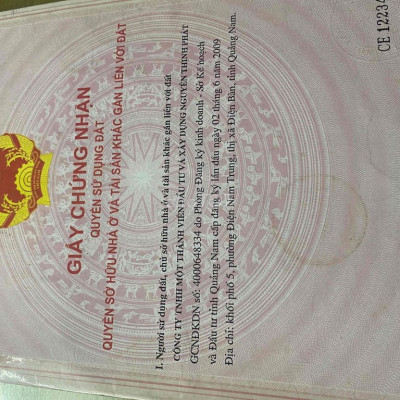 GIẤY CHỨNG NHẬN
QUYỀN SỬ DỤNG ĐẤT
QUYỀN SỞ HỮU NHÀ Ở VÀ TÀI SẢN KHÁC GẮN LIỀN VỚI ĐẤT
I. Người sử dụng đất, chủ sở hữu nhà ở và tài sản khác gắn liền với đất
CÔNG TY TNHH MỘT THÀNH VIÊN ĐẦU TƯ VÀ XÂY DỰNG NGUYÊN THỊNH PHÁT
GCNĐKDN số: 4000648334 do Phòng Đăng ký kinh doanh - Sở Kế hoạch
và Đầu tư tỉnh Quảng Nam cấp đăng ký lần đầu ngày 02 tháng 6 năm 2009
Địa chỉ: khối phố 5, phường Điện Nam Trung, thị xã Điện Bàn, tỉnh Quảng Nam.
CE 12234